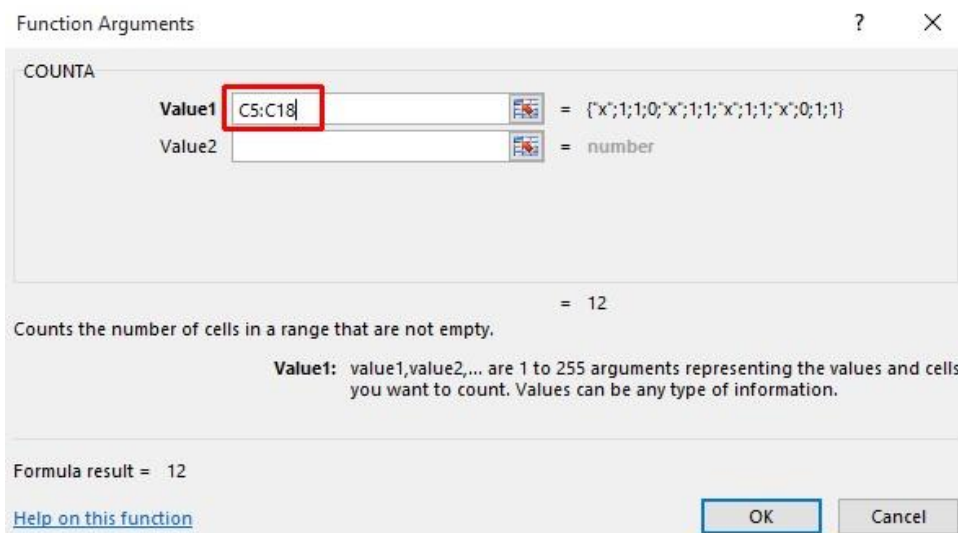 Function Arguments ?
COUNTA
Value1 C5:C18 = {"x";1;1;0;"x";1;1;"x";1;1;"x";0;1;1}
Value2 = number
= 12
Counts the number of cells in a range that are not empty.
Value1: value1,value2,... are 1 to 255 arguments representing the values and cells
you want to count. Values can be any type of information.
Formula result = 12
Help on this function OK Cancel